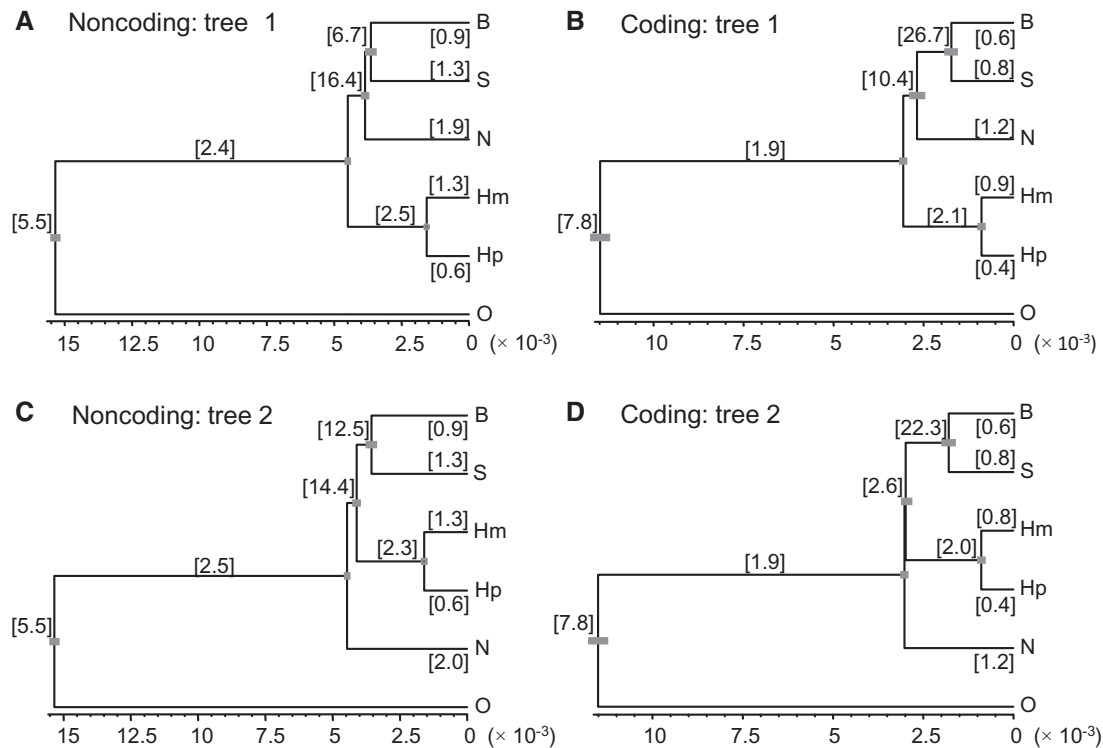 A Noncoding: tree 1
[6.7]
B
[0.9]
[1.3]
S
[16.4]
[1.9]
N
[2.4]
[1.3]
Hm
[5.5]
[2.5]
Hp
[0.6]
O
15 12.5 10 7.5 5 2.5 0 (× 10-3)
B Coding: tree 1
B
[26.7]
[0.6]
[0.8]
S
[10.4]
[1.2]
N
[1.9]
[0.9]
Hm
[7.8]
[2.1]
Hp
[0.4]
O
10 7.5 5 2.5 0 (× 10-3)
C Noncoding: tree 2
B
[12.5]
[0.9]
[1.3]
S
[14.4]
[1.3]
Hm
[2.3]
[2.5]
Hp
[0.6]
[5.5]
N
[2.0]
O
15 12.5 10 7.5 5 2.5 0 (× 10-3)
D Coding: tree 2
B
[22.3]
[0.6]
[0.8]
S
[2.6]
[0.8]
Hm
[2.0]
[1.9]
Hp
[0.4]
[7.8]
N
[1.2]
O
10 7.5 5 2.5 0 (× 10-3)